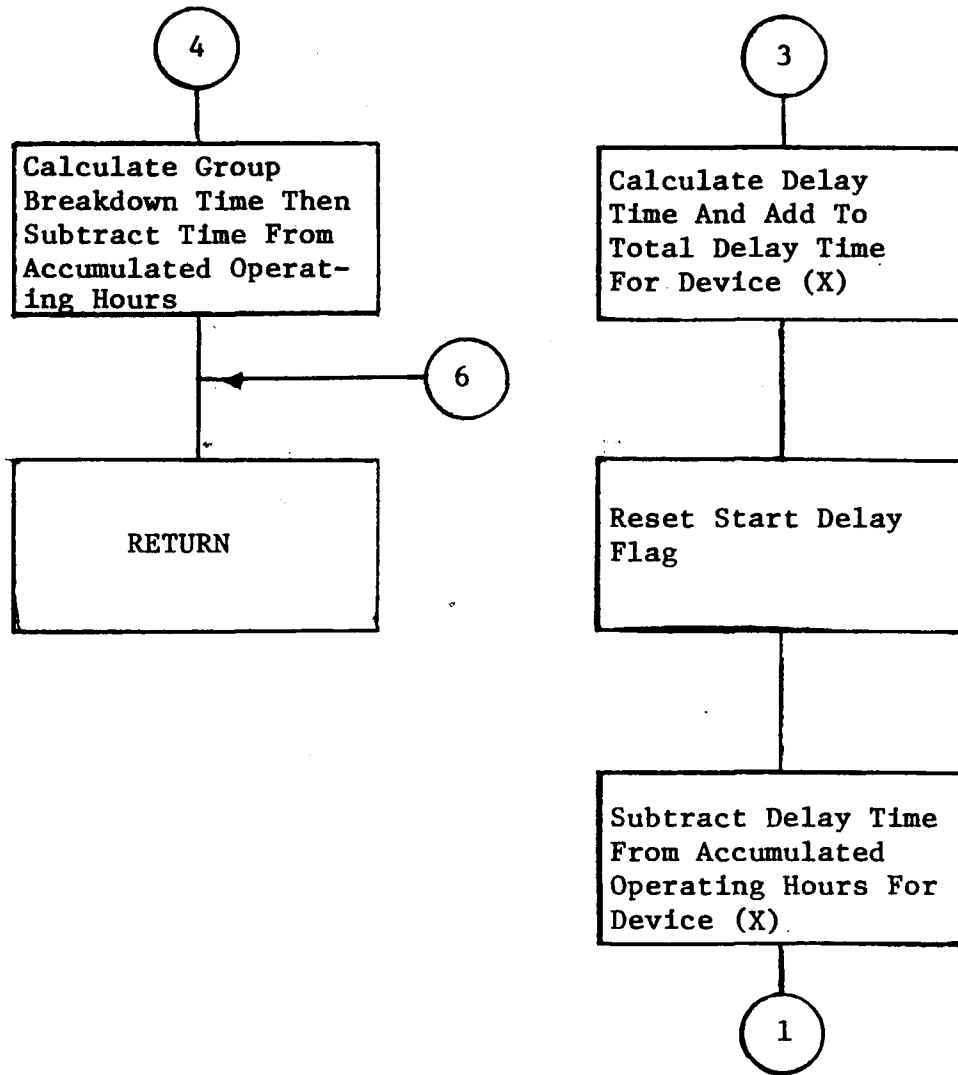 4
Calculate Group
Breakdown Time Then
Subtract Time From
Accumulated Operat-
ing Hours
6
RETURN
3
Calculate Delay
Time And Add To
Total Delay Time
For Device (X)
Reset Start Delay
Flag
Subtract Delay Time
From Accumulated
Operating Hours For
Device (X)
1